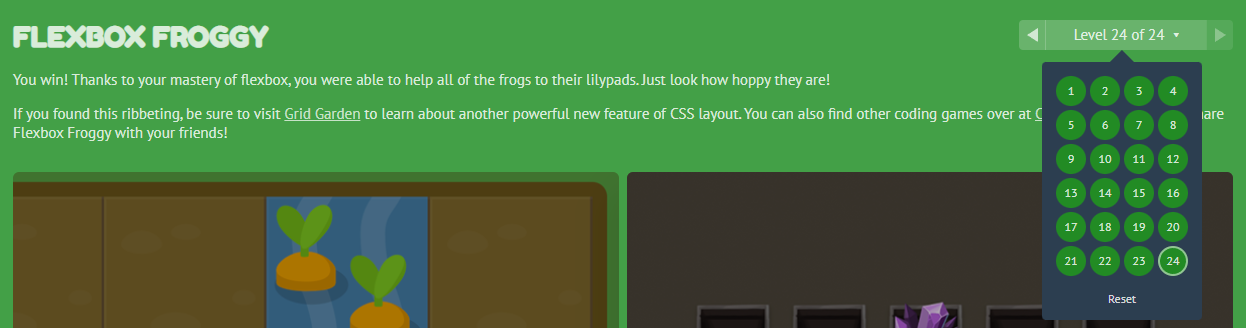 FLEXBOX FROGGY
Level 24 of 24
You win! Thanks to your mastery of flexbox, you were able to help all of the frogs to their lilypads. Just look how hoppy they are!
If you found this ribbeting, be sure to visit Grid Garden to learn about another powerful new feature of CSS layout. You can also find other coding games over at
Flexbox Froggy with your friends!
1 2 3 4
5 6 7 8
9 10 11 12
13 14 15 16
17 18 19 20
21 22 23 24
Reset